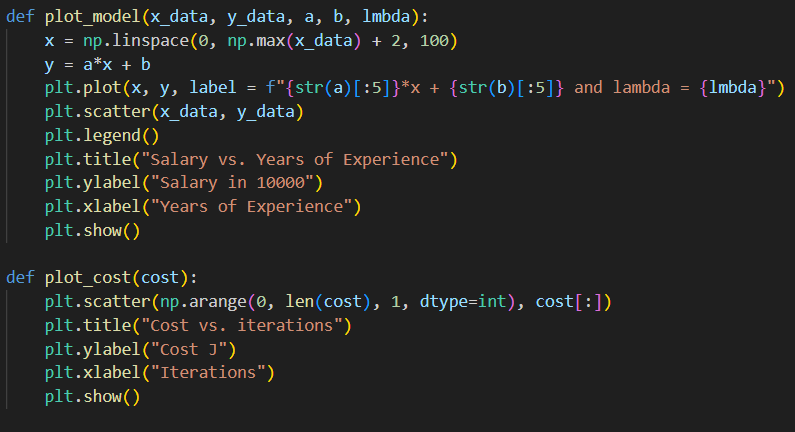 def plot_model(x_data, y_data, a, b, lmbda):
    x = np.linspace(0, np.max(x_data) + 2, 100)
    y = a*x + b
    plt.plot(x, y, label = f"{str(a)[:5]}*x + {str(b)[:5]} and lambda = {lmbda}")
    plt.scatter(x_data, y_data)
    plt.legend()
    plt.title("Salary vs. Years of Experience")
    plt.ylabel("Salary in 10000")
    plt.xlabel("Years of Experience")
    plt.show()

def plot_cost(cost):
    plt.scatter(np.arange(0, len(cost), 1, dtype=int), cost[:])
    plt.title("Cost vs. iterations")
    plt.ylabel("Cost J")
    plt.xlabel("Iterations")
    plt.show()